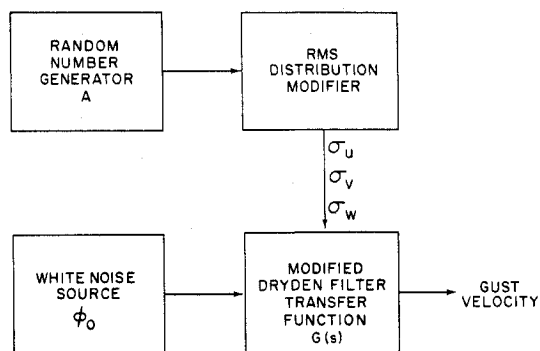 RANDOM
NUMBER
GENERATOR
A
RMS
DISTRIBUTION
MODIFIER
σu
σv
σw
WHITE NOISE
SOURCE
ϕo
MODIFIED
DRYDEN FILTER
TRANSFER
FUNCTION
G(s)
GUST
VELOCITY